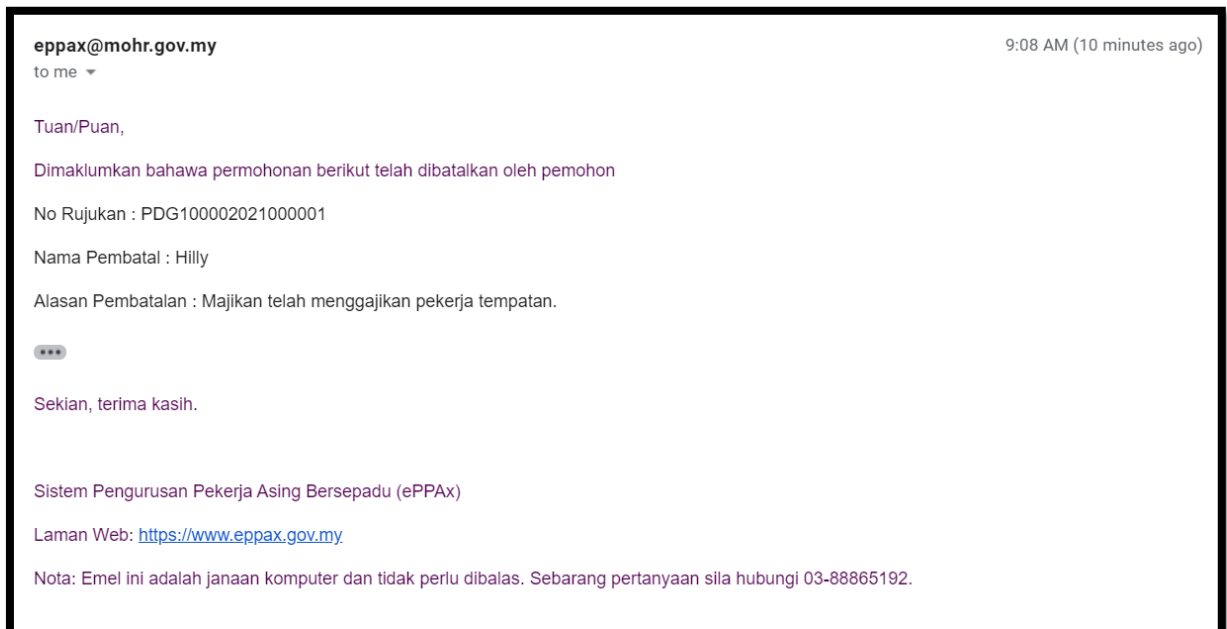 eppax@mohr.gov.my
9:08 AM (10 minutes ago)
to me
Tuan/Puan,
Dimaklumkan bahawa permohonan berikut telah dibatalkan oleh pemohon
No Rujukan : PDG100002021000001
Nama Pembatal : Hilly
Alasan Pembatalan : Majikan telah menggajikan pekerja tempatan.
Sekian, terima kasih.
Sistem Pengurusan Pekerja Asing Bersepadu (ePPAx)
Laman Web: https://www.eppax.gov.my
Nota: Emel ini adalah janaan komputer dan tidak perlu dibalas. Sebarang pertanyaan sila hubungi 03-88865192.